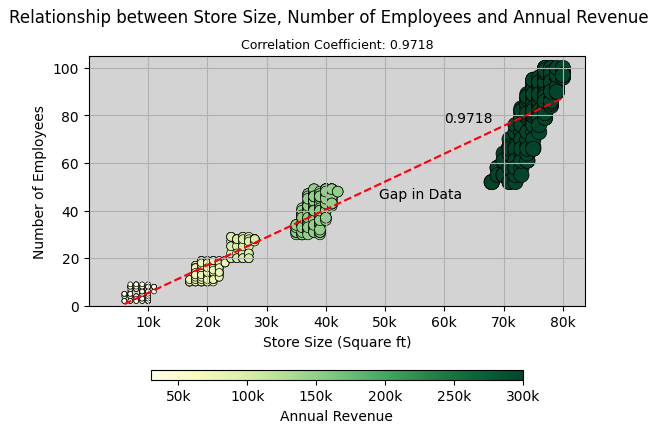 Relationship between Store Size, Number of Employees and Annual Revenue
Correlation Coefficient: 0.9718
100
80
60
40
20
0
Number of Employees
0.9718
Gap in Data
10k 20k 30k 40k 50k 60k 70k 80k
Store Size (Square ft)
50k 100k 150k 200k 250k 300k
Annual Revenue